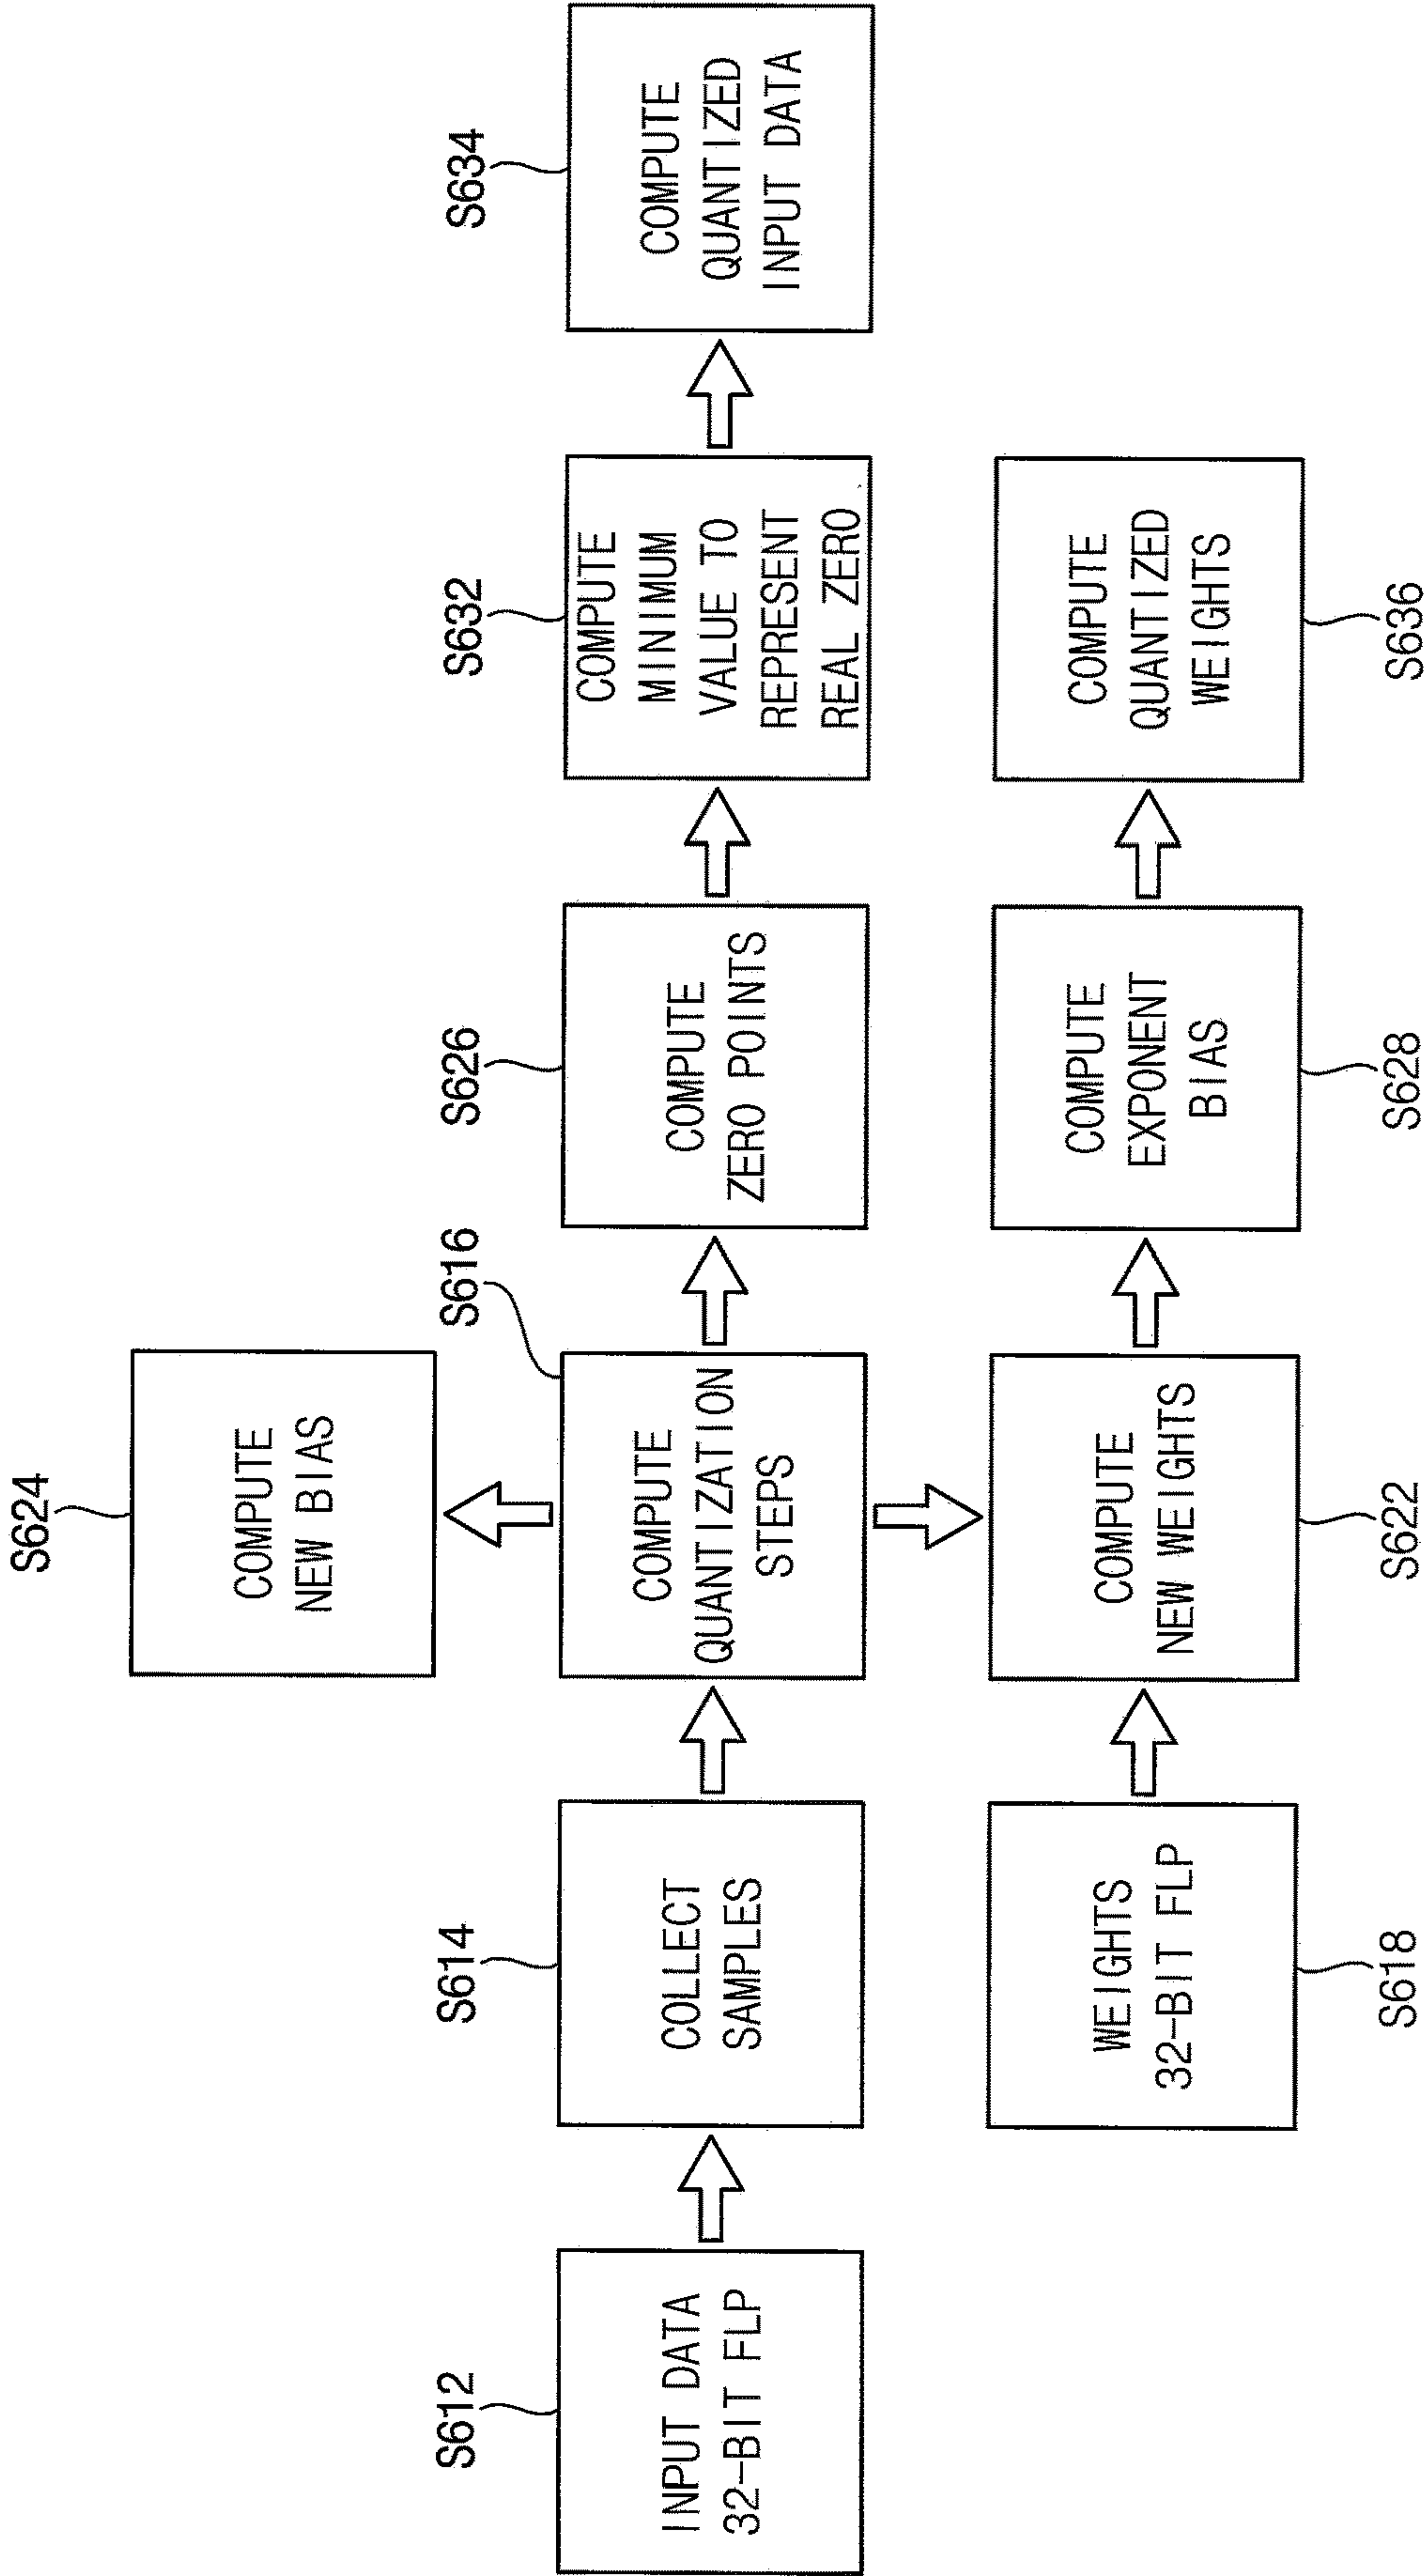 S624
COMPUTE
NEW BIAS
S612
INPUT DATA
32-BIT FLP
S614
COLLECT
SAMPLES
S616
COMPUTE
QUANTIZATION
STEPS
S626
COMPUTE
ZERO POINTS
S632
COMPUTE
MINIMUM
VALUE TO
REPRESENT
REAL ZERO
S634
COMPUTE
QUANTIZED
INPUT DATA
WEIGHTS
32-BIT FLP
S618
COMPUTE
NEW WEIGHTS
S622
COMPUTE
EXPONENT
BIAS
S628
COMPUTE
QUANTIZED
WEIGHTS
S636